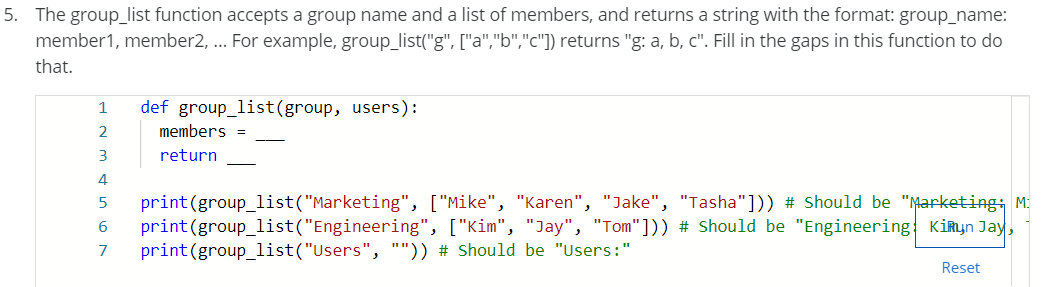 5. The group_list function accepts a group name and a list of members, and returns a string with the format: group_name:
member1, member2, ... For example, group_list("g", ["a","b","c"]) returns "g: a, b, c". Fill in the gaps in this function to do
that.
1 def group_list(group, users):
2 members = ___
3 return ___
4
5 print(group_list("Marketing", ["Mike", "Karen", "Jake", "Tasha"])) # Should be "Marketing:
6 print(group_list("Engineering", ["Kim", "Jay", "Tom"])) # Should be "Engineering: Kim, Jay,
Run
7 print(group_list("Users", "")) # Should be "Users:"
Reset